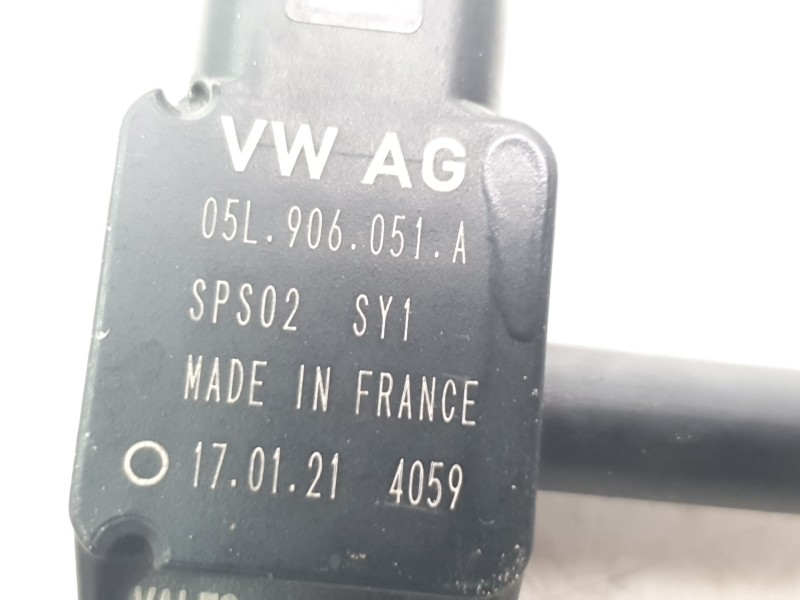 VW AG
05L.906.051.A
SPS02 SY1
MADE IN FRANCE
17.01.21 4059